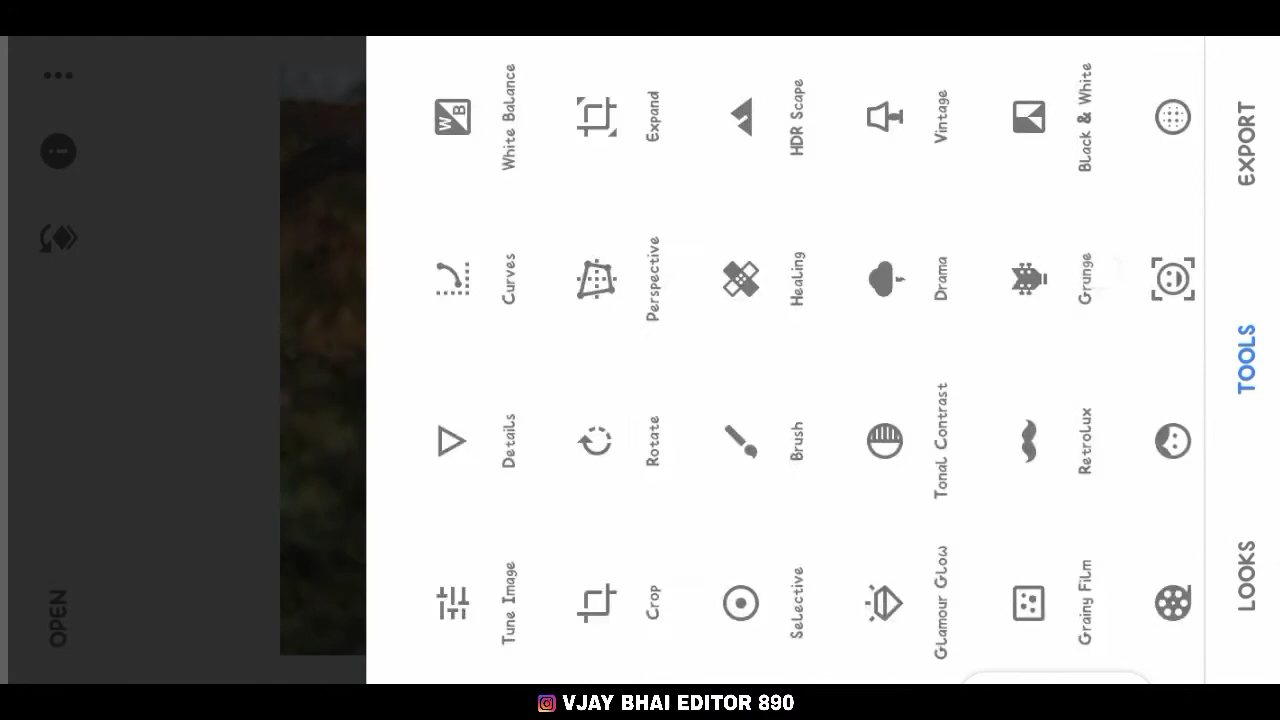 OPEN
Tune Image
Details
Curves
White Balance
Crop
Rotate
Perspective
Expand
Selective
Brush
Healing
HDR Scape
Glamour Glow
Tonal Contrast
Drama
Vintage
Grainy Film
Retrolux
Grunge
Black & White
LOOKS
TOOLS
EXPORT
VJAY BHAI EDITOR 890